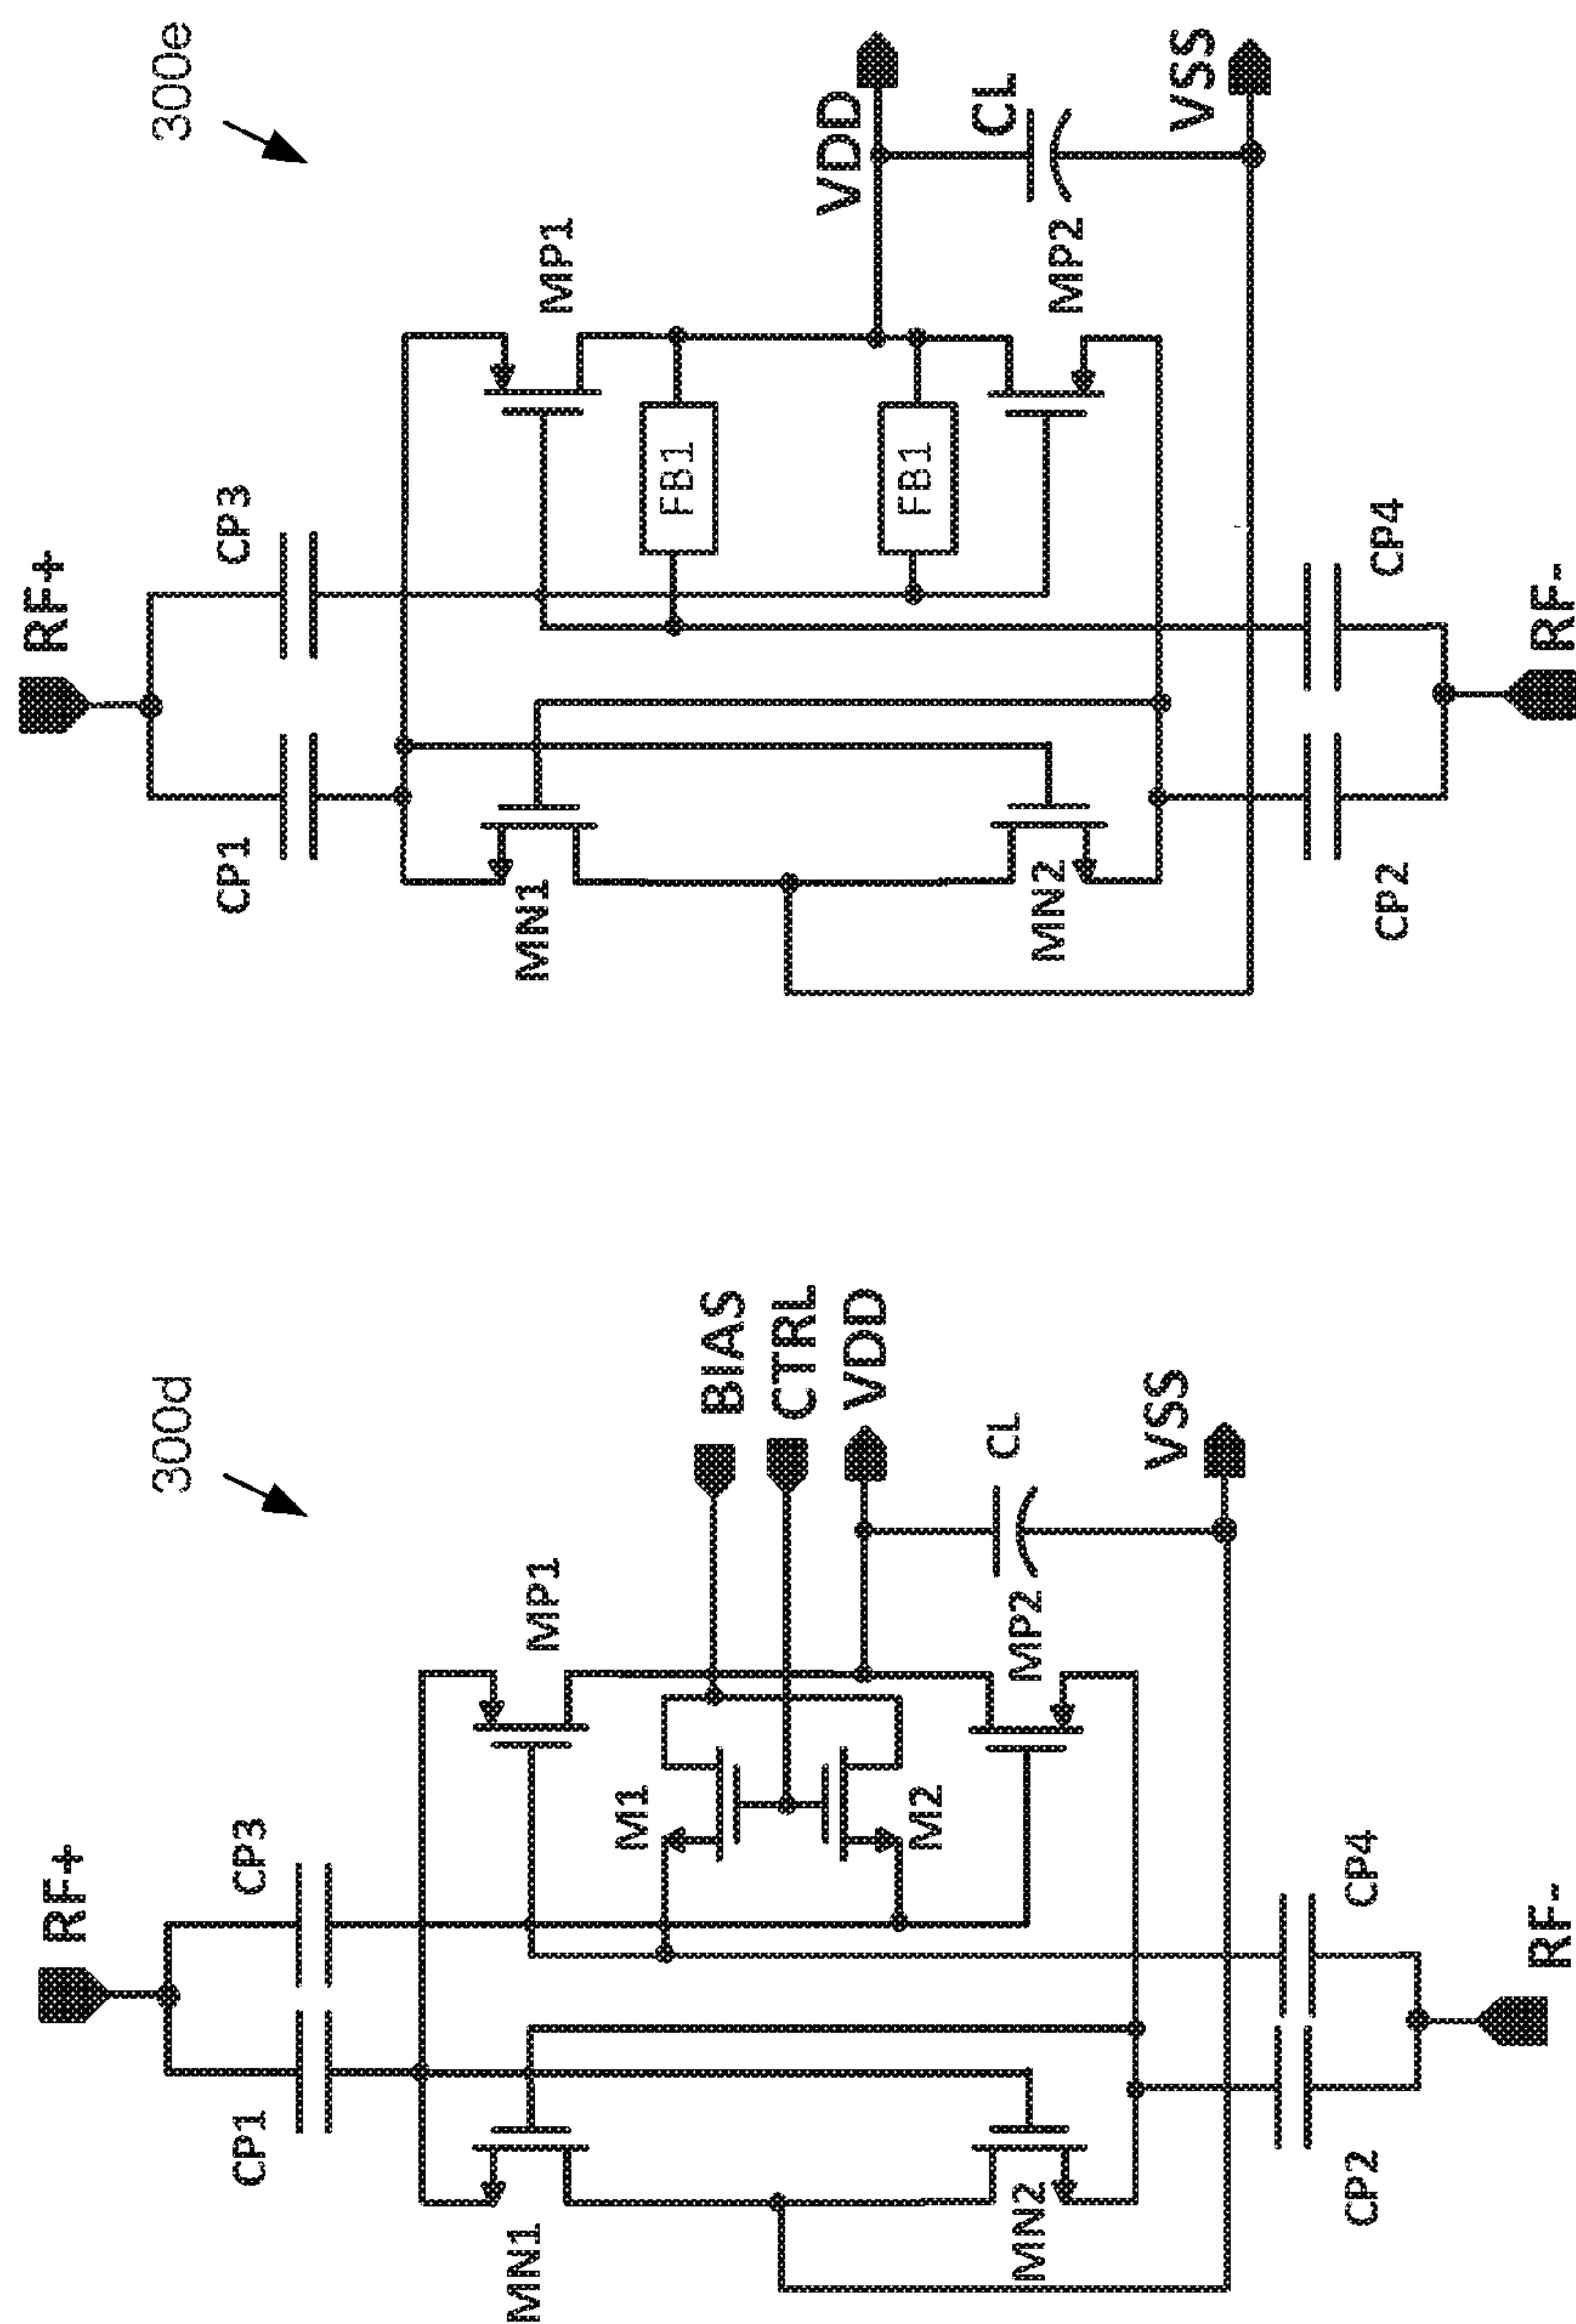 300d
RF+
CP1
CP3
MN1
MP1
M1
M2
BIAS
CTRL
VDD
CL
MN2
MP2
VSS
CP2
CP4
RF-
300e
RF+
CP1
CP3
MN1
MP1
FB1
FB1
VDD
CL
MN2
MP2
VSS
CP2
CP4
RF-